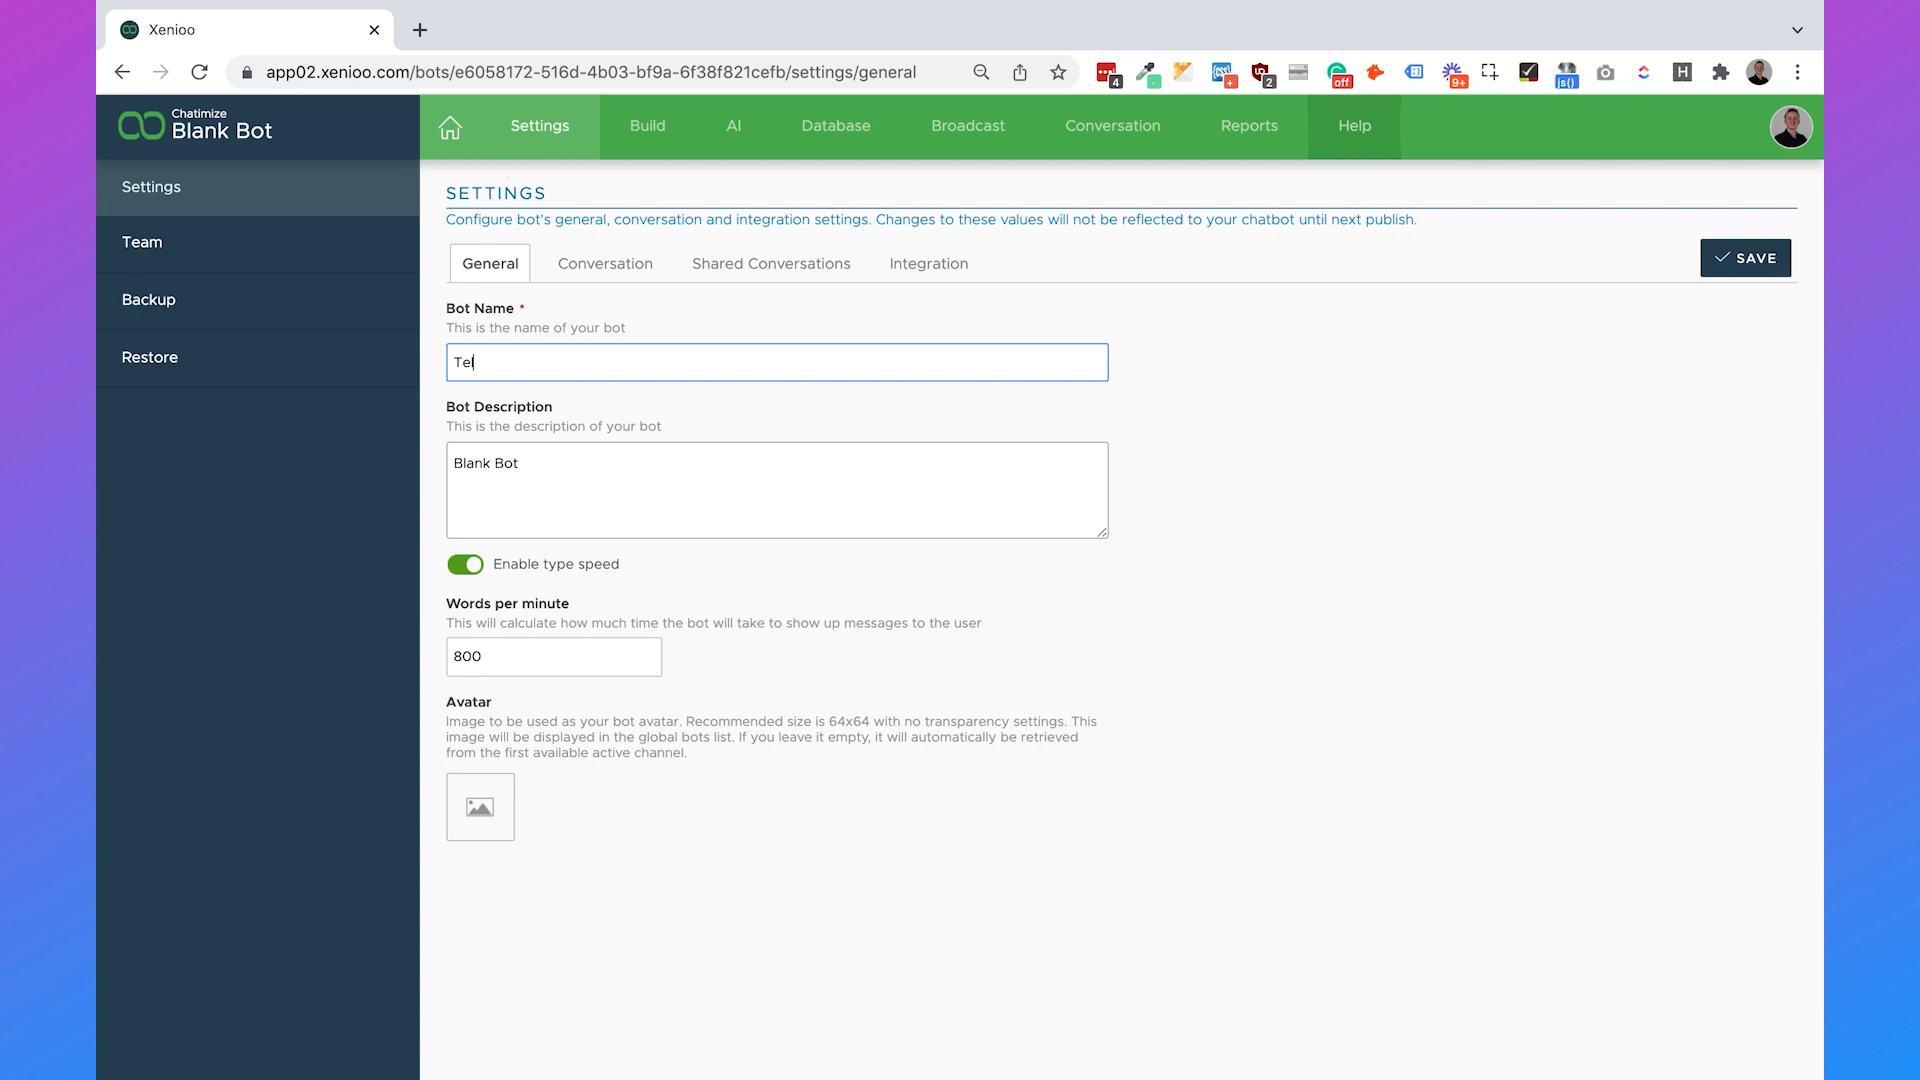 Xenioo
app02.xenioo.com/bots/e6058172-516d-4b03-bf9a-6f38f821cefb/settings/general
4
2
off
9+
js()
H
Chatimize
Blank Bot
Settings
Build
AI
Database
Broadcast
Conversation
Reports
Help
Settings
Team
Backup
Restore
SETTINGS
Configure bot's general, conversation and integration settings. Changes to these values will not be reflected to your chatbot until next publish.
General
Conversation
Shared Conversations
Integration
SAVE
Bot Name *
This is the name of your bot
Tel
Bot Description
This is the description of your bot
Blank Bot
Enable type speed
Words per minute
This will calculate how much time the bot will take to show up messages to the user
800
Avatar
Image to be used as your bot avatar. Recommended size is 64x64 with no transparency settings. This
image will be displayed in the global bots list. If you leave it empty, it will automatically be retrieved
from the first available active channel.